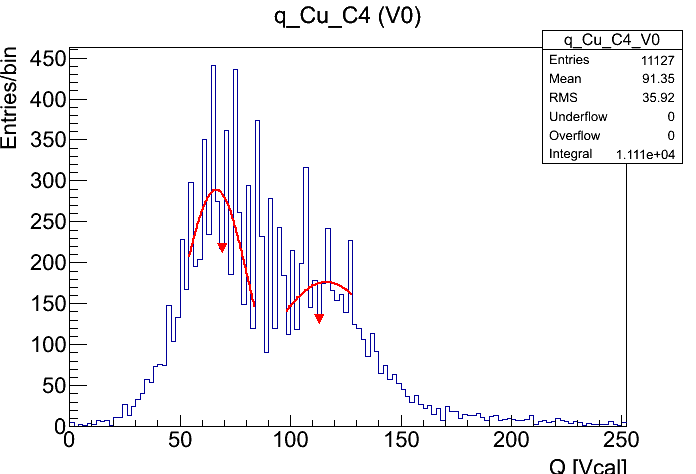 q_Cu_C4 (V0)
q_Cu_C4_V0
Entries 11127
Mean 91.35
RMS 35.92
Underflow 0
Overflow 0
Integral 1.111e+04
Entries/bin
450
400
350
300
250
200
150
100
50
0
0 50 100 150 200 250
Q [Vcal]